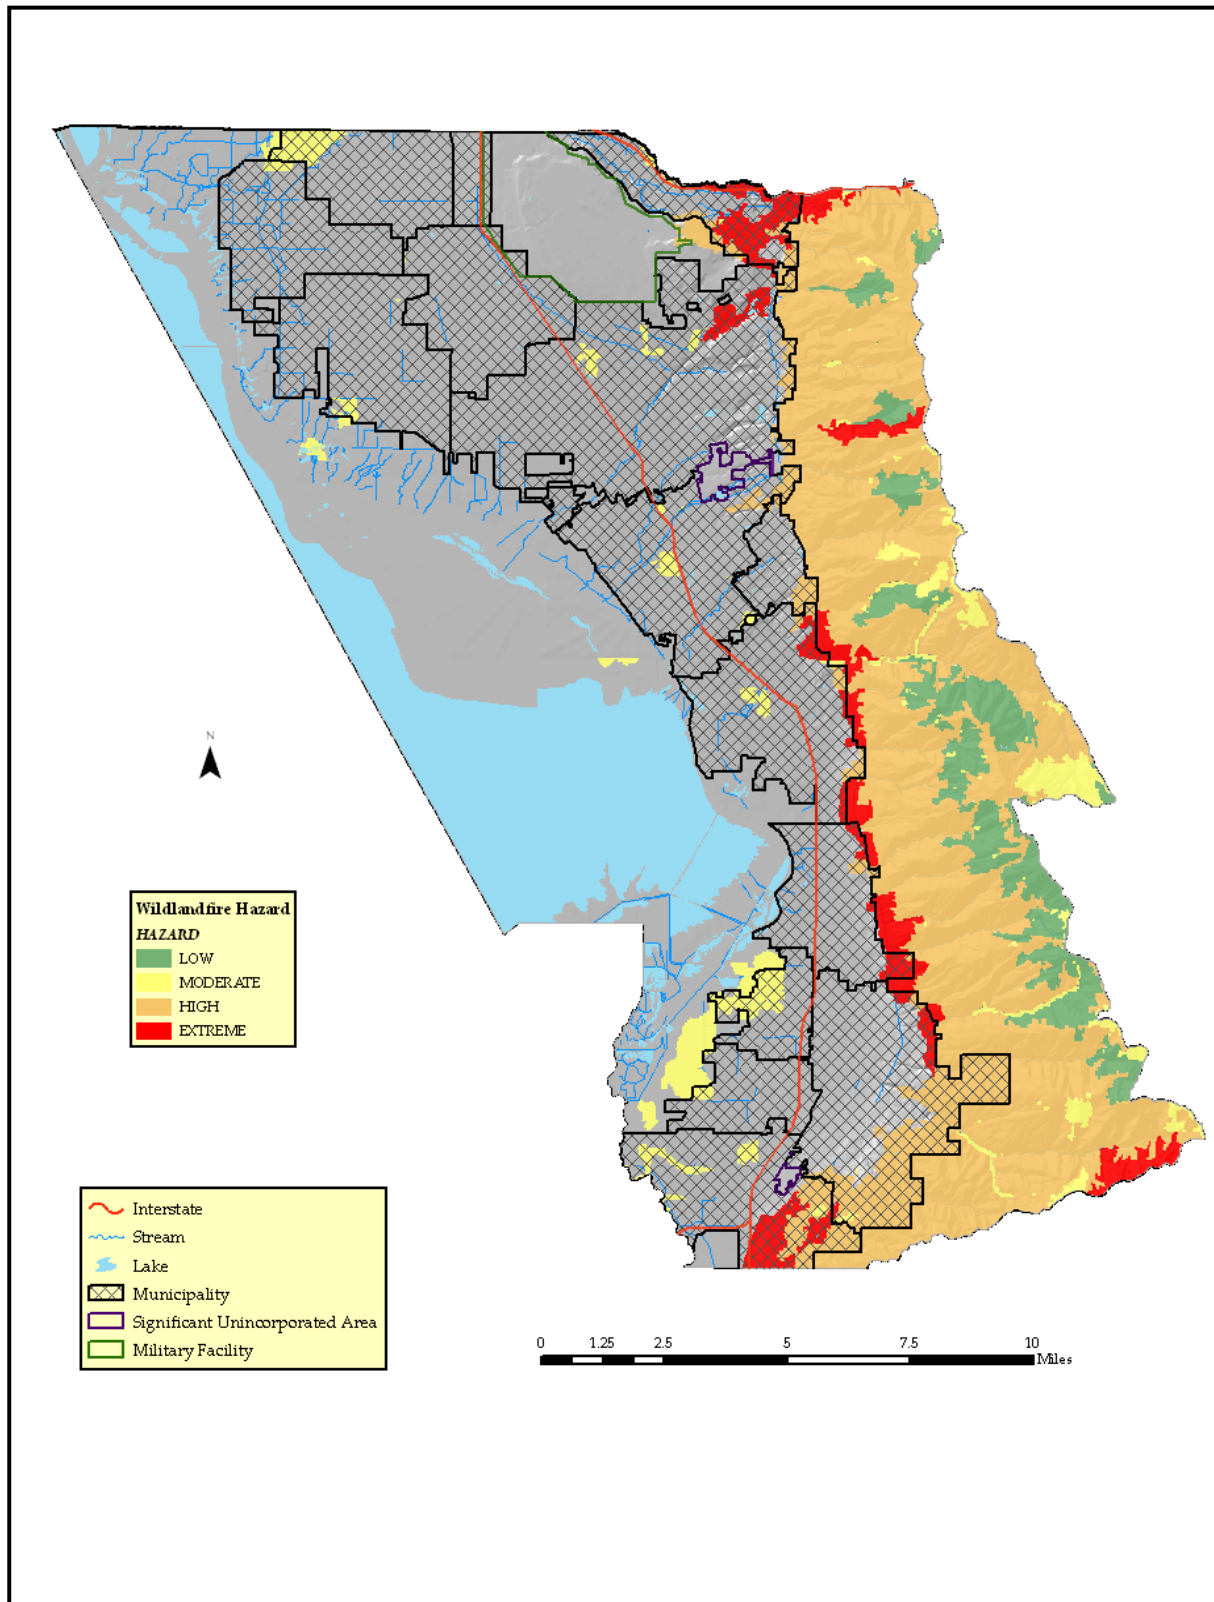 N
Wildlandfire Hazard
HAZARD
LOW
MODERATE
HIGH
EXTREME
Interstate
Stream
Lake
Municipality
Significant Unincorporated Area
Military Facility
0 1.25 2.5 5 7.5 10
Miles